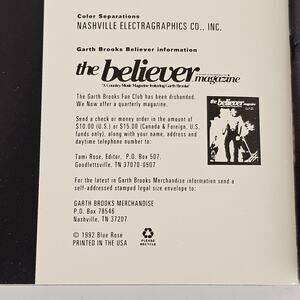 Color Separations
NASHVILLE ELECTRAGRAPHICS CO., INC.
Garth Brooks Believer information
the believer magazine
"A Country Music Magazine featuring Garth Brooks"
The Garth Brooks Fan Club has been disbanded.
We Now offer a quarterly magazine.
Send a check or money order in the amount of
$10.00 (U.S.) or $15.00 (Canada & Foreign, U.S.
funds only), along with your name, address and
daytime telephone number to:
Tami Rose, Editor, P.O. Box 507,
Goodlettsville, TN 37070-0507
the believer
For the latest in Garth Brooks Merchandise information send a
self-addressed stamped legal size envelope to:
GARTH BROOKS MERCHANDISE
P.O. Box 78546
Nashville, TN 37207
© 1992 Blue Rose
PRINTED IN THE USA
PLEASE
RECYCLE